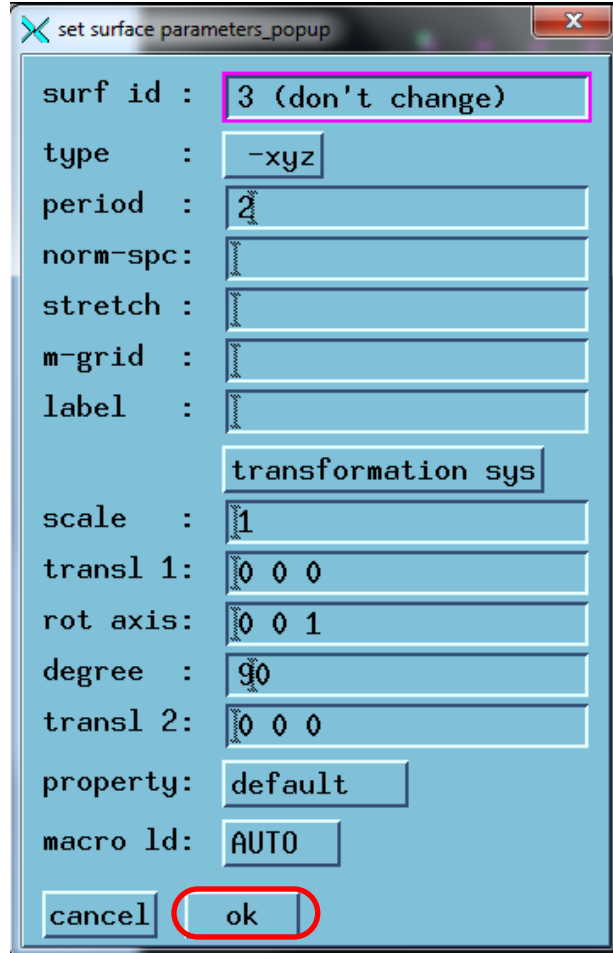 set surface parameters_popup
surf id : 3 (don't change)
type : -xyz
period : 2
norm-spc:
stretch :
m-grid :
label :
transformation sys
scale : 1
transl 1: 0 0 0
rot axis: 0 0 1
degree : 90
transl 2: 0 0 0
property: default
macro ld: AUTO
cancel ok